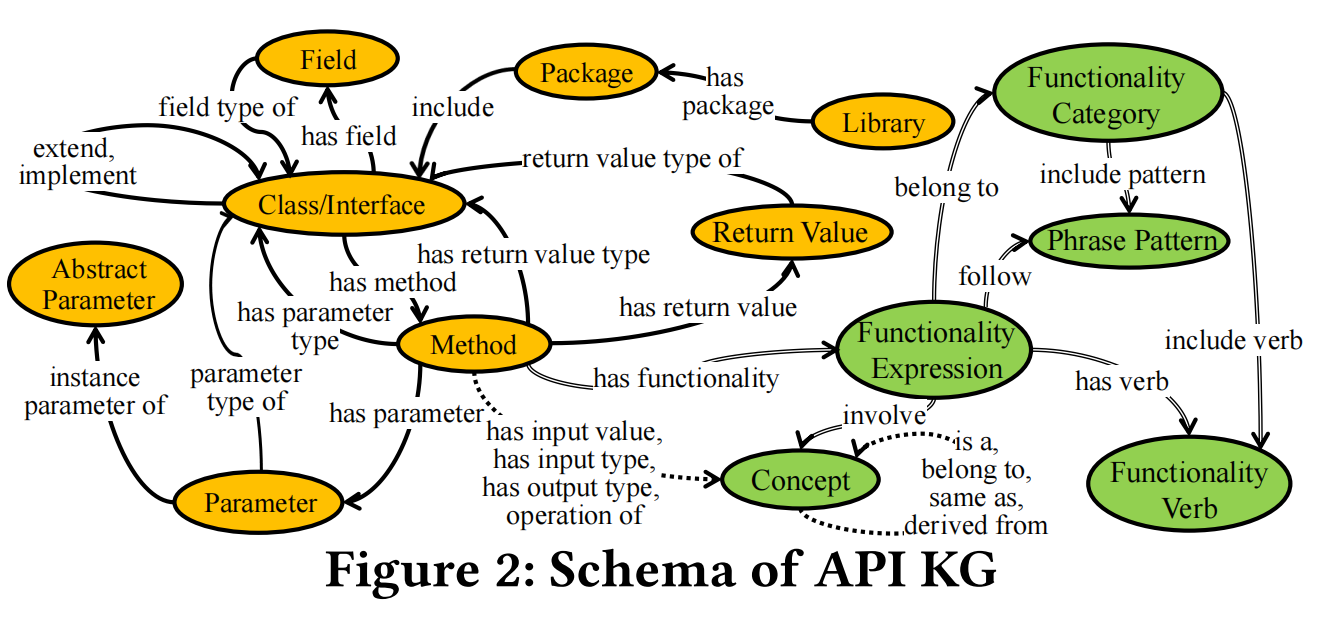 Field
Package
Library
Functionality
Category
field type of
has field
include
has
package
extend,
implement
return value type of
belong to
include pattern
Class/Interface
Return Value
Phrase Pattern
Abstract
Parameter
has return value type
has method
follow
has parameter
type
has return value
Method
Functionality
Expression
include verb
instance
parameter of
parameter
type of
has functionality
has verb
has parameter
involve
has input value,
has input type,
has output type,
operation of
is a,
belong to,
same as,
derived from
Concept
Functionality
Verb
Parameter
Figure 2: Schema of API KG